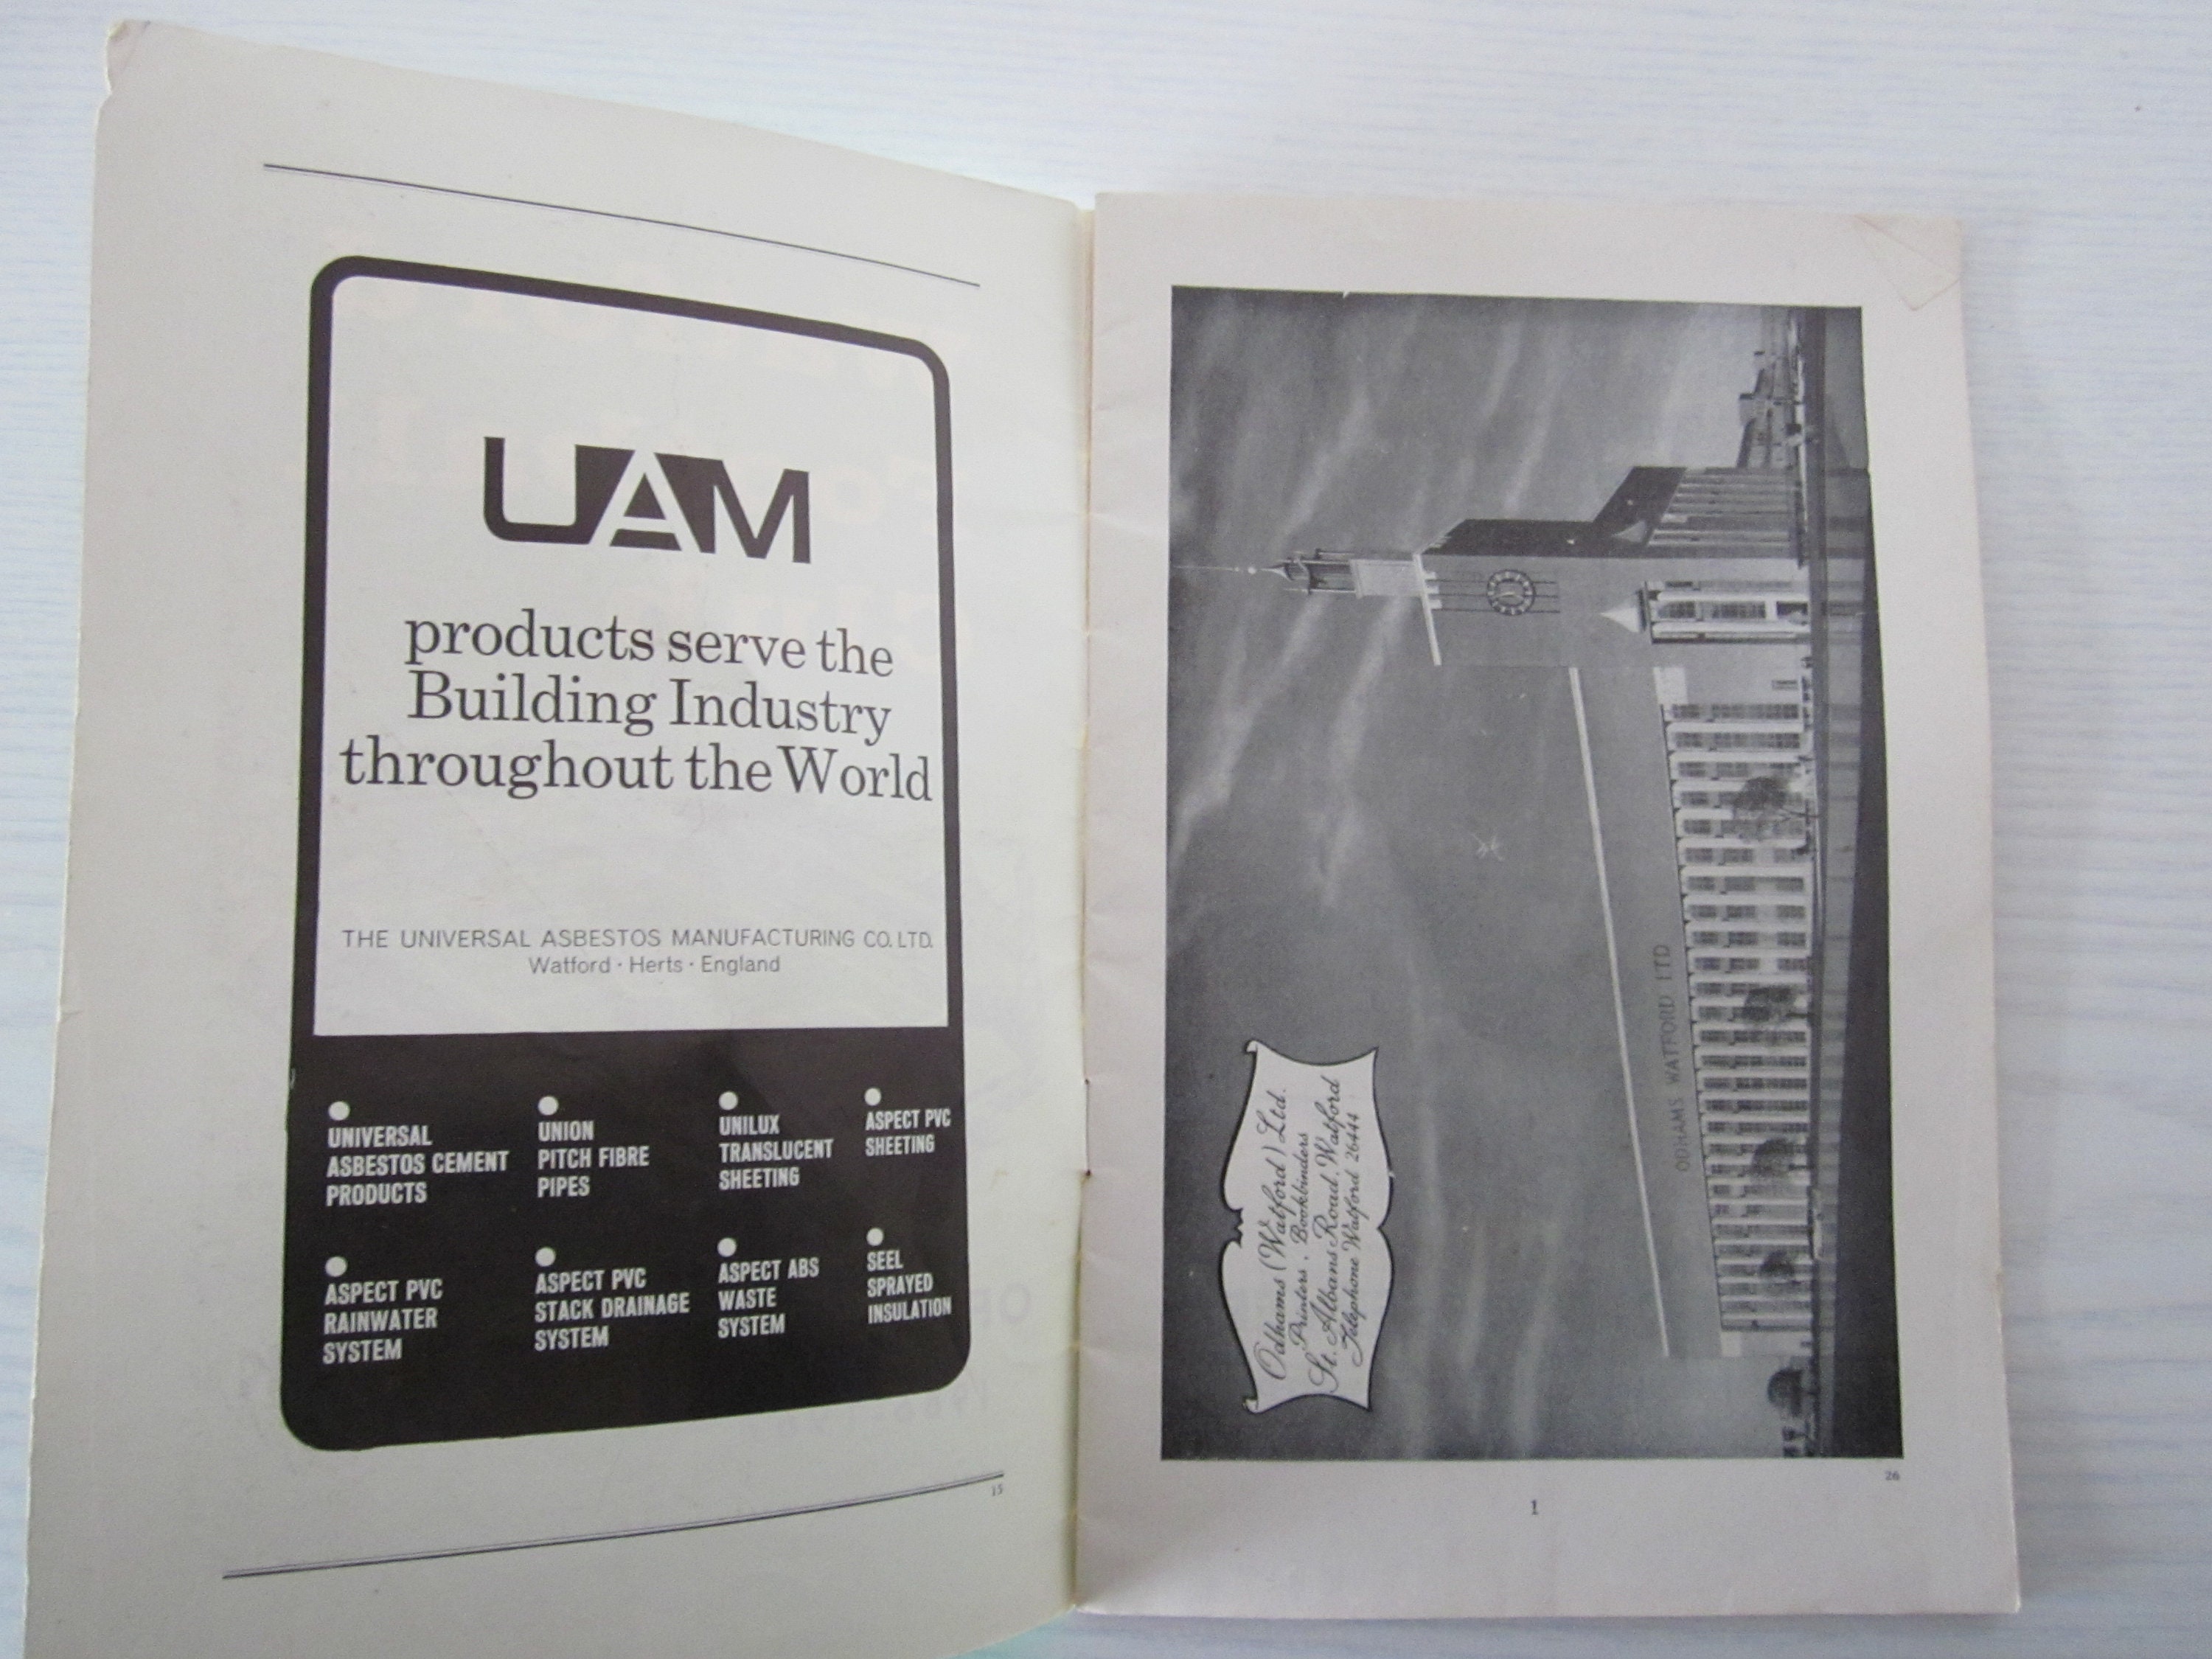 UAM
products serve the
Building Industry
throughout the World
THE UNIVERSAL ASBESTOS MANUFACTURING CO. LTD.
Watford · Herts · England
UNIVERSAL
ASBESTOS CEMENT
PRODUCTS
UNION
PITCH FIBRE
PIPES
UNILUX
TRANSLUCENT
SHEETING
ASPECT PVC
SHEETING
ASPECT PVC
RAINWATER
SYSTEM
ASPECT PVC
STACK DRAINAGE
SYSTEM
ASPECT ABS
WASTE
SYSTEM
SEEL
SPRAYED
INSULATION
15
Odhams (Watford) Ltd.
Printers . Bookbinders
St. Albans Road, Watford
Telephone Watford 26444
ODHAMS WATFORD LTD
26
1